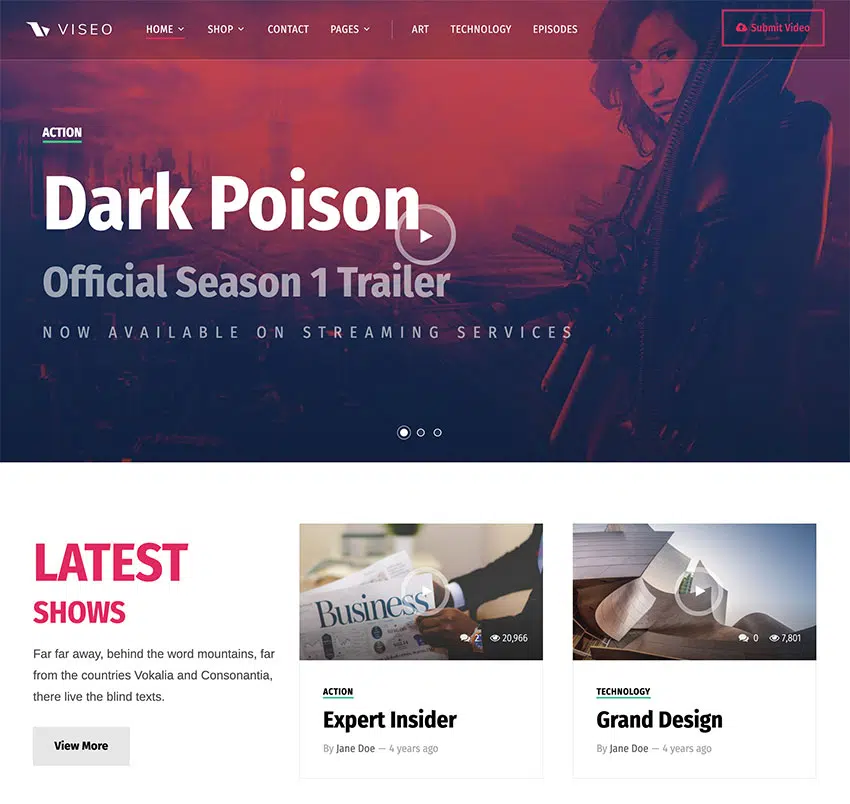 VISEO
HOME
SHOP
CONTACT
PAGES
ART
TECHNOLOGY
EPISODES
Submit Video
ACTION
Dark Poison
Official Season 1 Trailer
NOW AVAILABLE ON STREAMING SERVICES
LATEST
SHOWS
Far far away, behind the word mountains, far
from the countries Vokalia and Consonantia,
there live the blind texts.
View More
Business
20,966
ACTION
Expert Insider
By Jane Doe — 4 years ago
0 7,801
TECHNOLOGY
Grand Design
By Jane Doe — 4 years ago